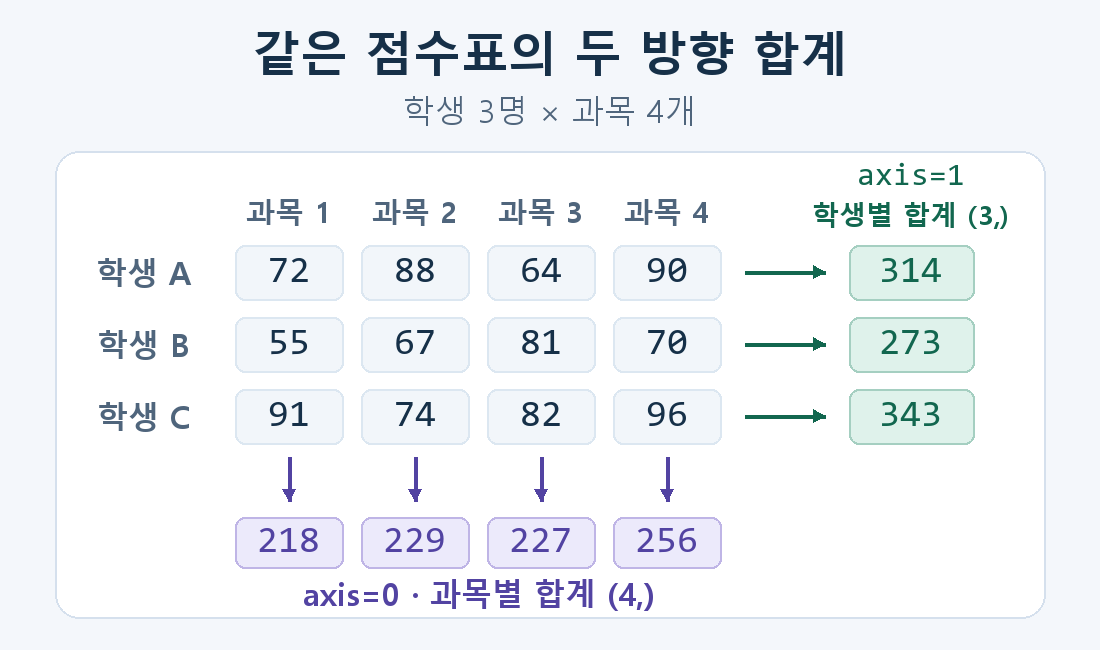 같은 점수표의 두 방향 합계
학생 3명 × 과목 4개
axis=1
과목 1 과목 2 과목 3 과목 4 학생별 합계 (3,)
학생 A 72 88 64 90 314
학생 B 55 67 81 70 273
학생 C 91 74 82 96 343
218 229 227 256
axis=0 · 과목별 합계 (4,)